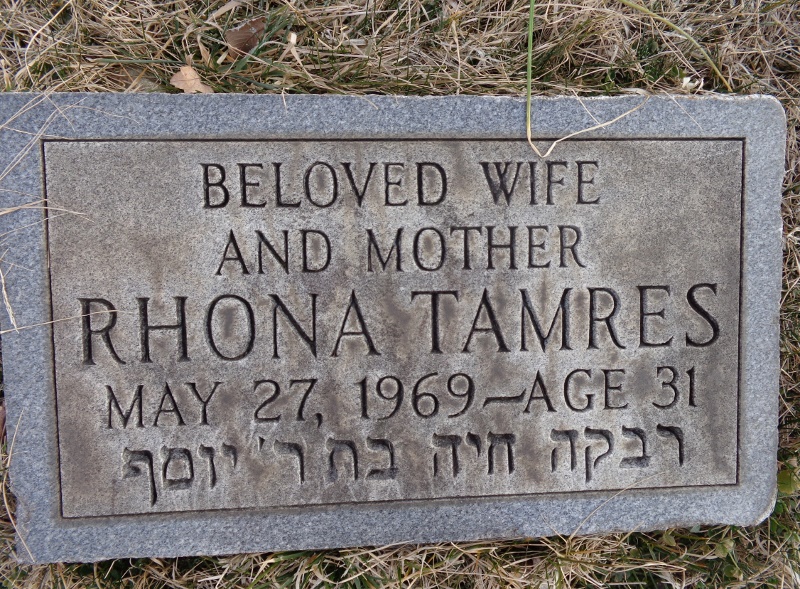 BELOVED WIFE
AND MOTHER
RHONA TAMRES
MAY 27, 1969—AGE 31
רבקה חיה בת ר׳ יוסף